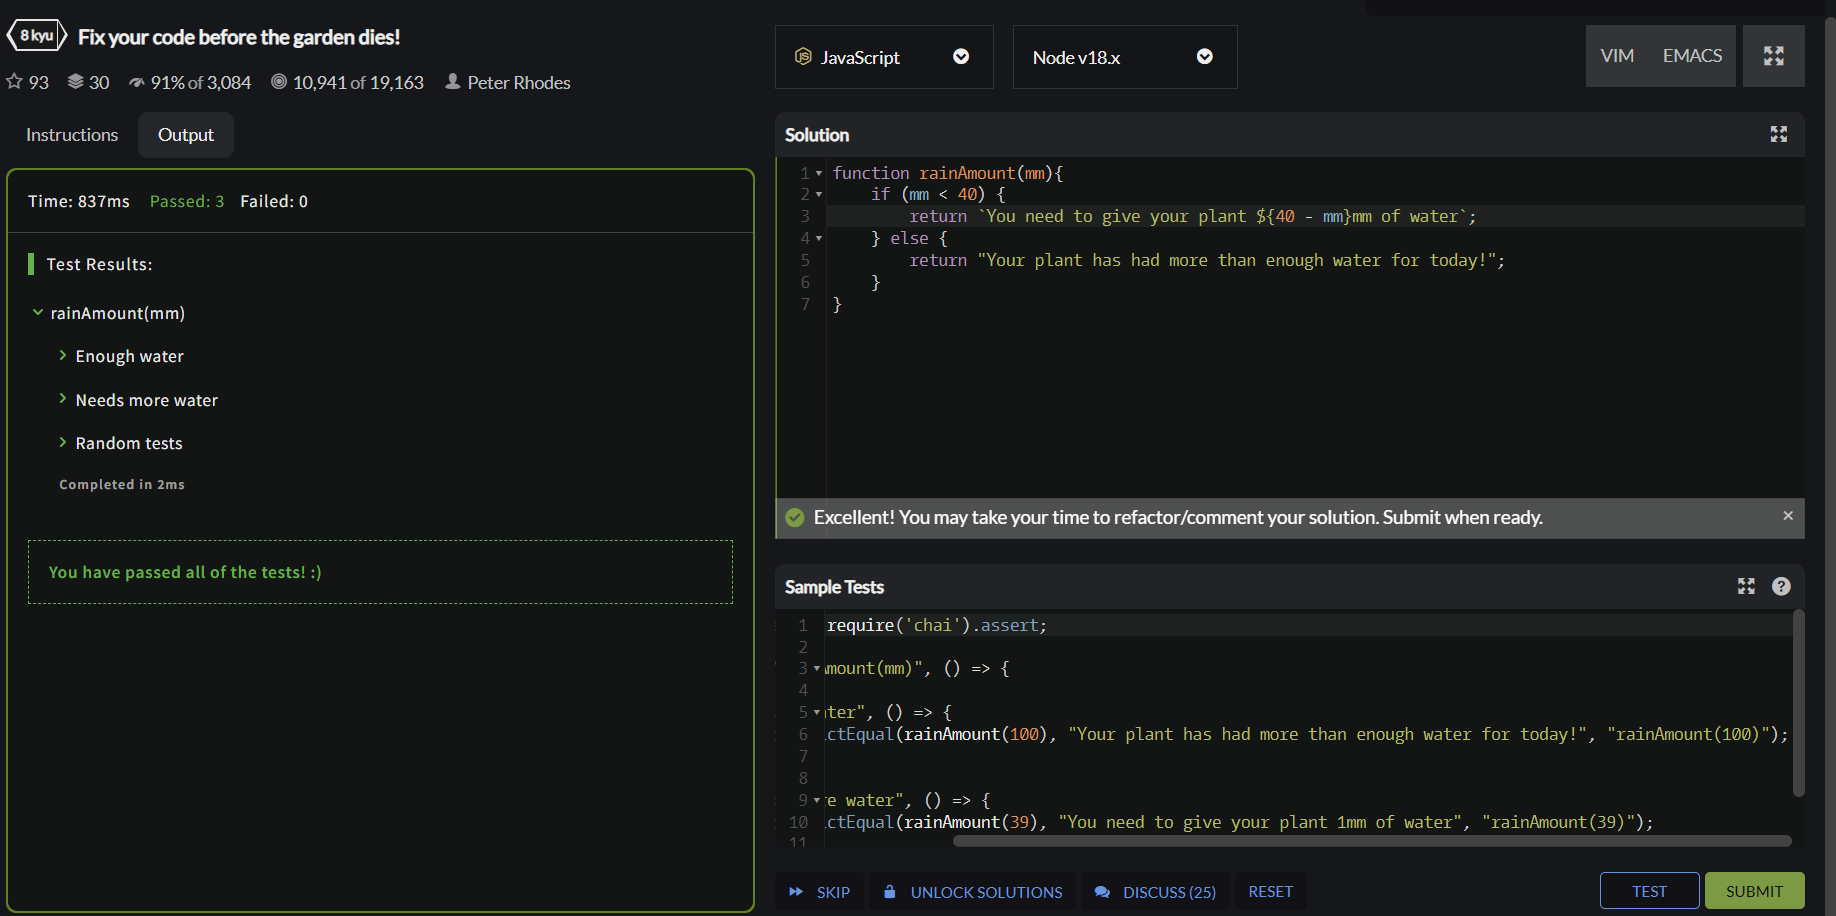 8 kyu Fix your code before the garden dies!
93 30 91% of 3,084 10,941 of 19,163 Peter Rhodes
Instructions Output
Time: 837ms Passed: 3 Failed: 0
Test Results:
rainAmount(mm)
Enough water
Needs more water
Random tests
Completed in 2ms
You have passed all of the tests! :)
JS JavaScript Node v18.x VIM EMACS
Solution
1 function rainAmount(mm){
2 if (mm < 40) {
3 return `You need to give your plant ${40 - mm}mm of water`;
4 } else {
5 return "Your plant has had more than enough water for today!";
6 }
7 }
Excellent! You may take your time to refactor/comment your solution. Submit when ready. ×
Sample Tests ?
1 require('chai').assert;
2
3 mount(mm)", () => {
4
5 ter", () => {
6 ctEqual(rainAmount(100), "Your plant has had more than enough water for today!", "rainAmount(100)");
7
8
9 e water", () => {
10 ctEqual(rainAmount(39), "You need to give your plant 1mm of water", "rainAmount(39)");
11
SKIP UNLOCK SOLUTIONS DISCUSS (25) RESET TEST SUBMIT